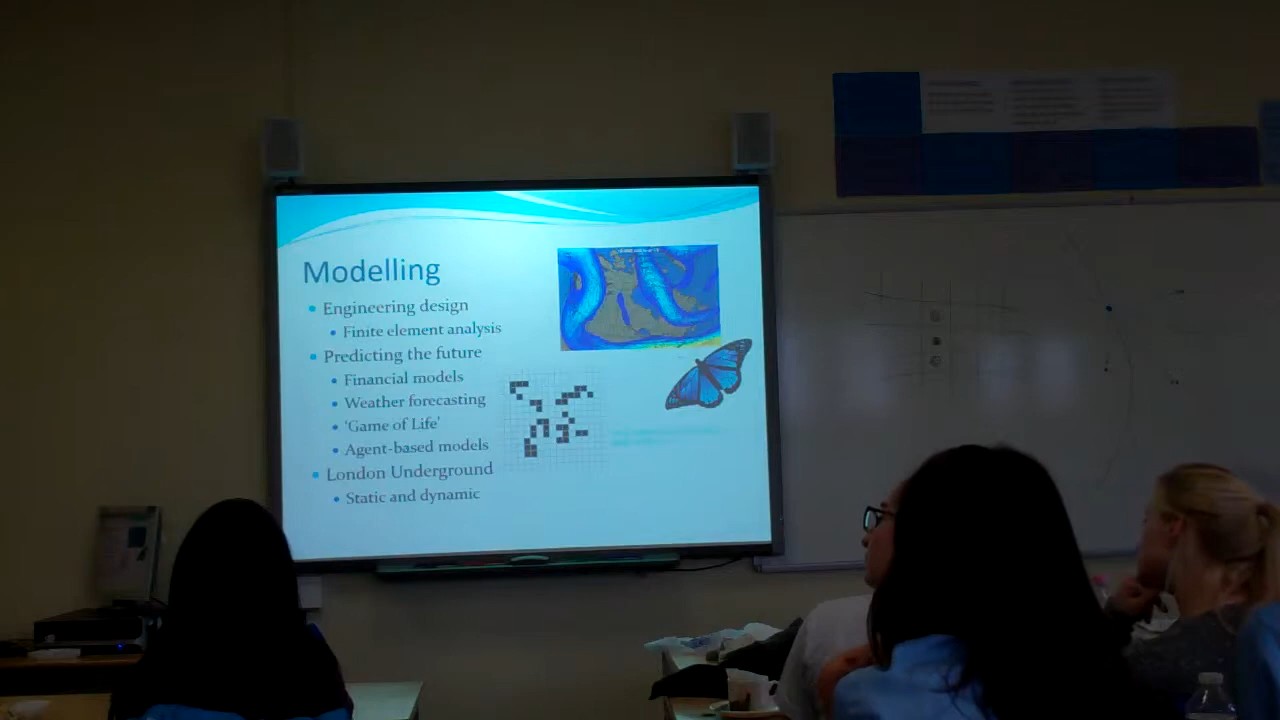 Modelling
Engineering design
Finite element analysis
Predicting the future
Financial models
Weather forecasting
‘Game of Life’
Agent-based models
London Underground
Static and dynamic